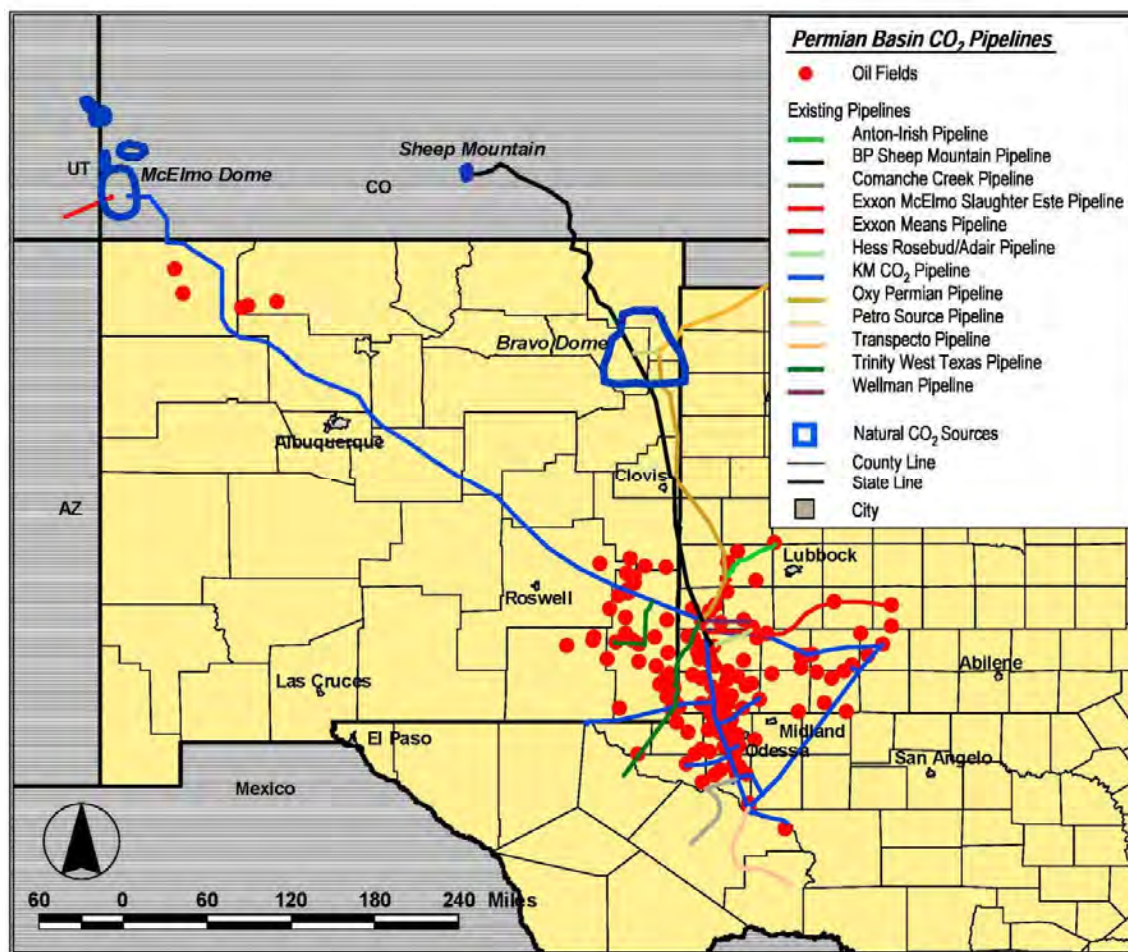 Permian Basin CO2 Pipelines
Oil Fields
Existing Pipelines
Anton-Irish Pipeline
BP Sheep Mountain Pipeline
Comanche Creek Pipeline
Exxon McElmo Slaughter Este Pipeline
Exxon Means Pipeline
Hess Rosebud/Adair Pipeline
KM CO2 Pipeline
Oxy Permian Pipeline
Petro Source Pipeline
Transpecto Pipeline
Trinity West Texas Pipeline
Wellman Pipeline
Natural CO2 Sources
County Line
State Line
City
Sheep Mountain
UT
McElmo Dome
CO
Bravo Dome
Albuquerque
Clovis
AZ
Lubbock
Roswell
Abilene
Las Cruces
Midland
El Paso
Odessa
San Angelo
Mexico
60 0 60 120 180 240 Miles